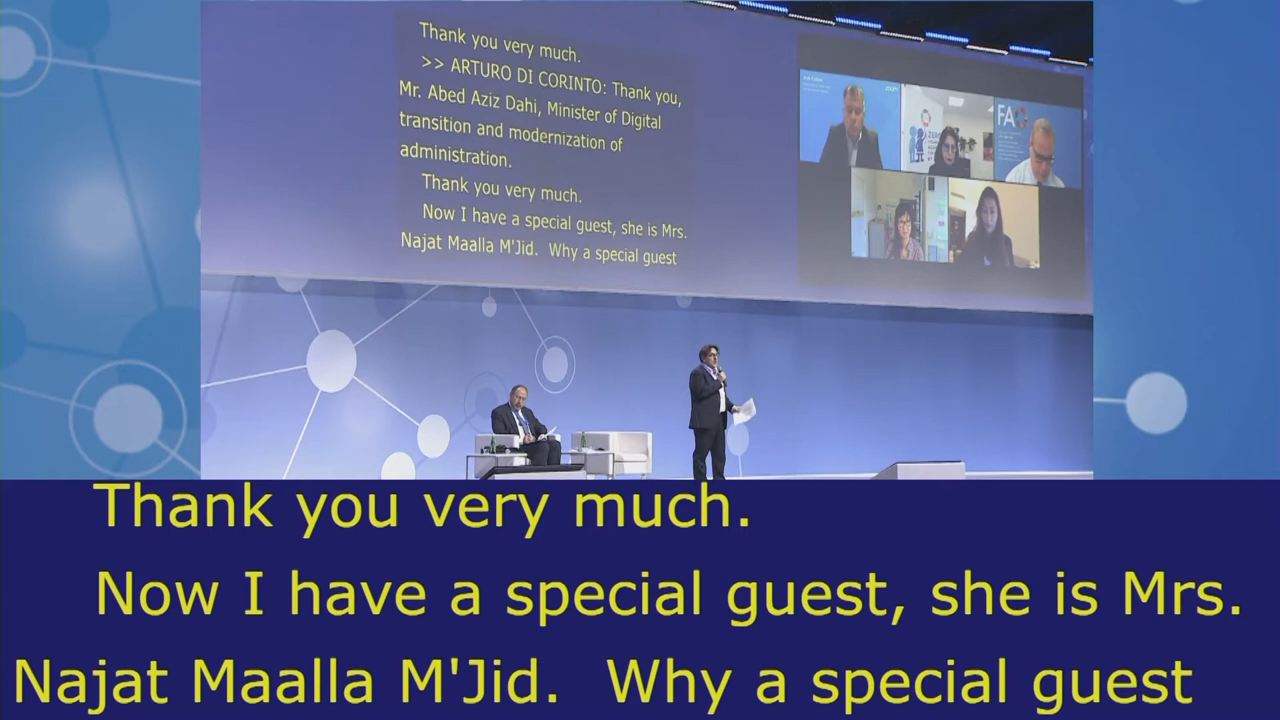 Thank you very much.
>> ARTURO DI CORINTO: Thank you,
Mr. Abed Aziz Dahi, Minister of Digital
transition and modernization of
administration.
Thank you very much.
Now I have a special guest, she is Mrs.
Najat Maalla M'Jid.  Why a special guest
FAO
Thank you very much.
Now I have a special guest, she is Mrs.
Najat Maalla M'Jid.  Why a special guest